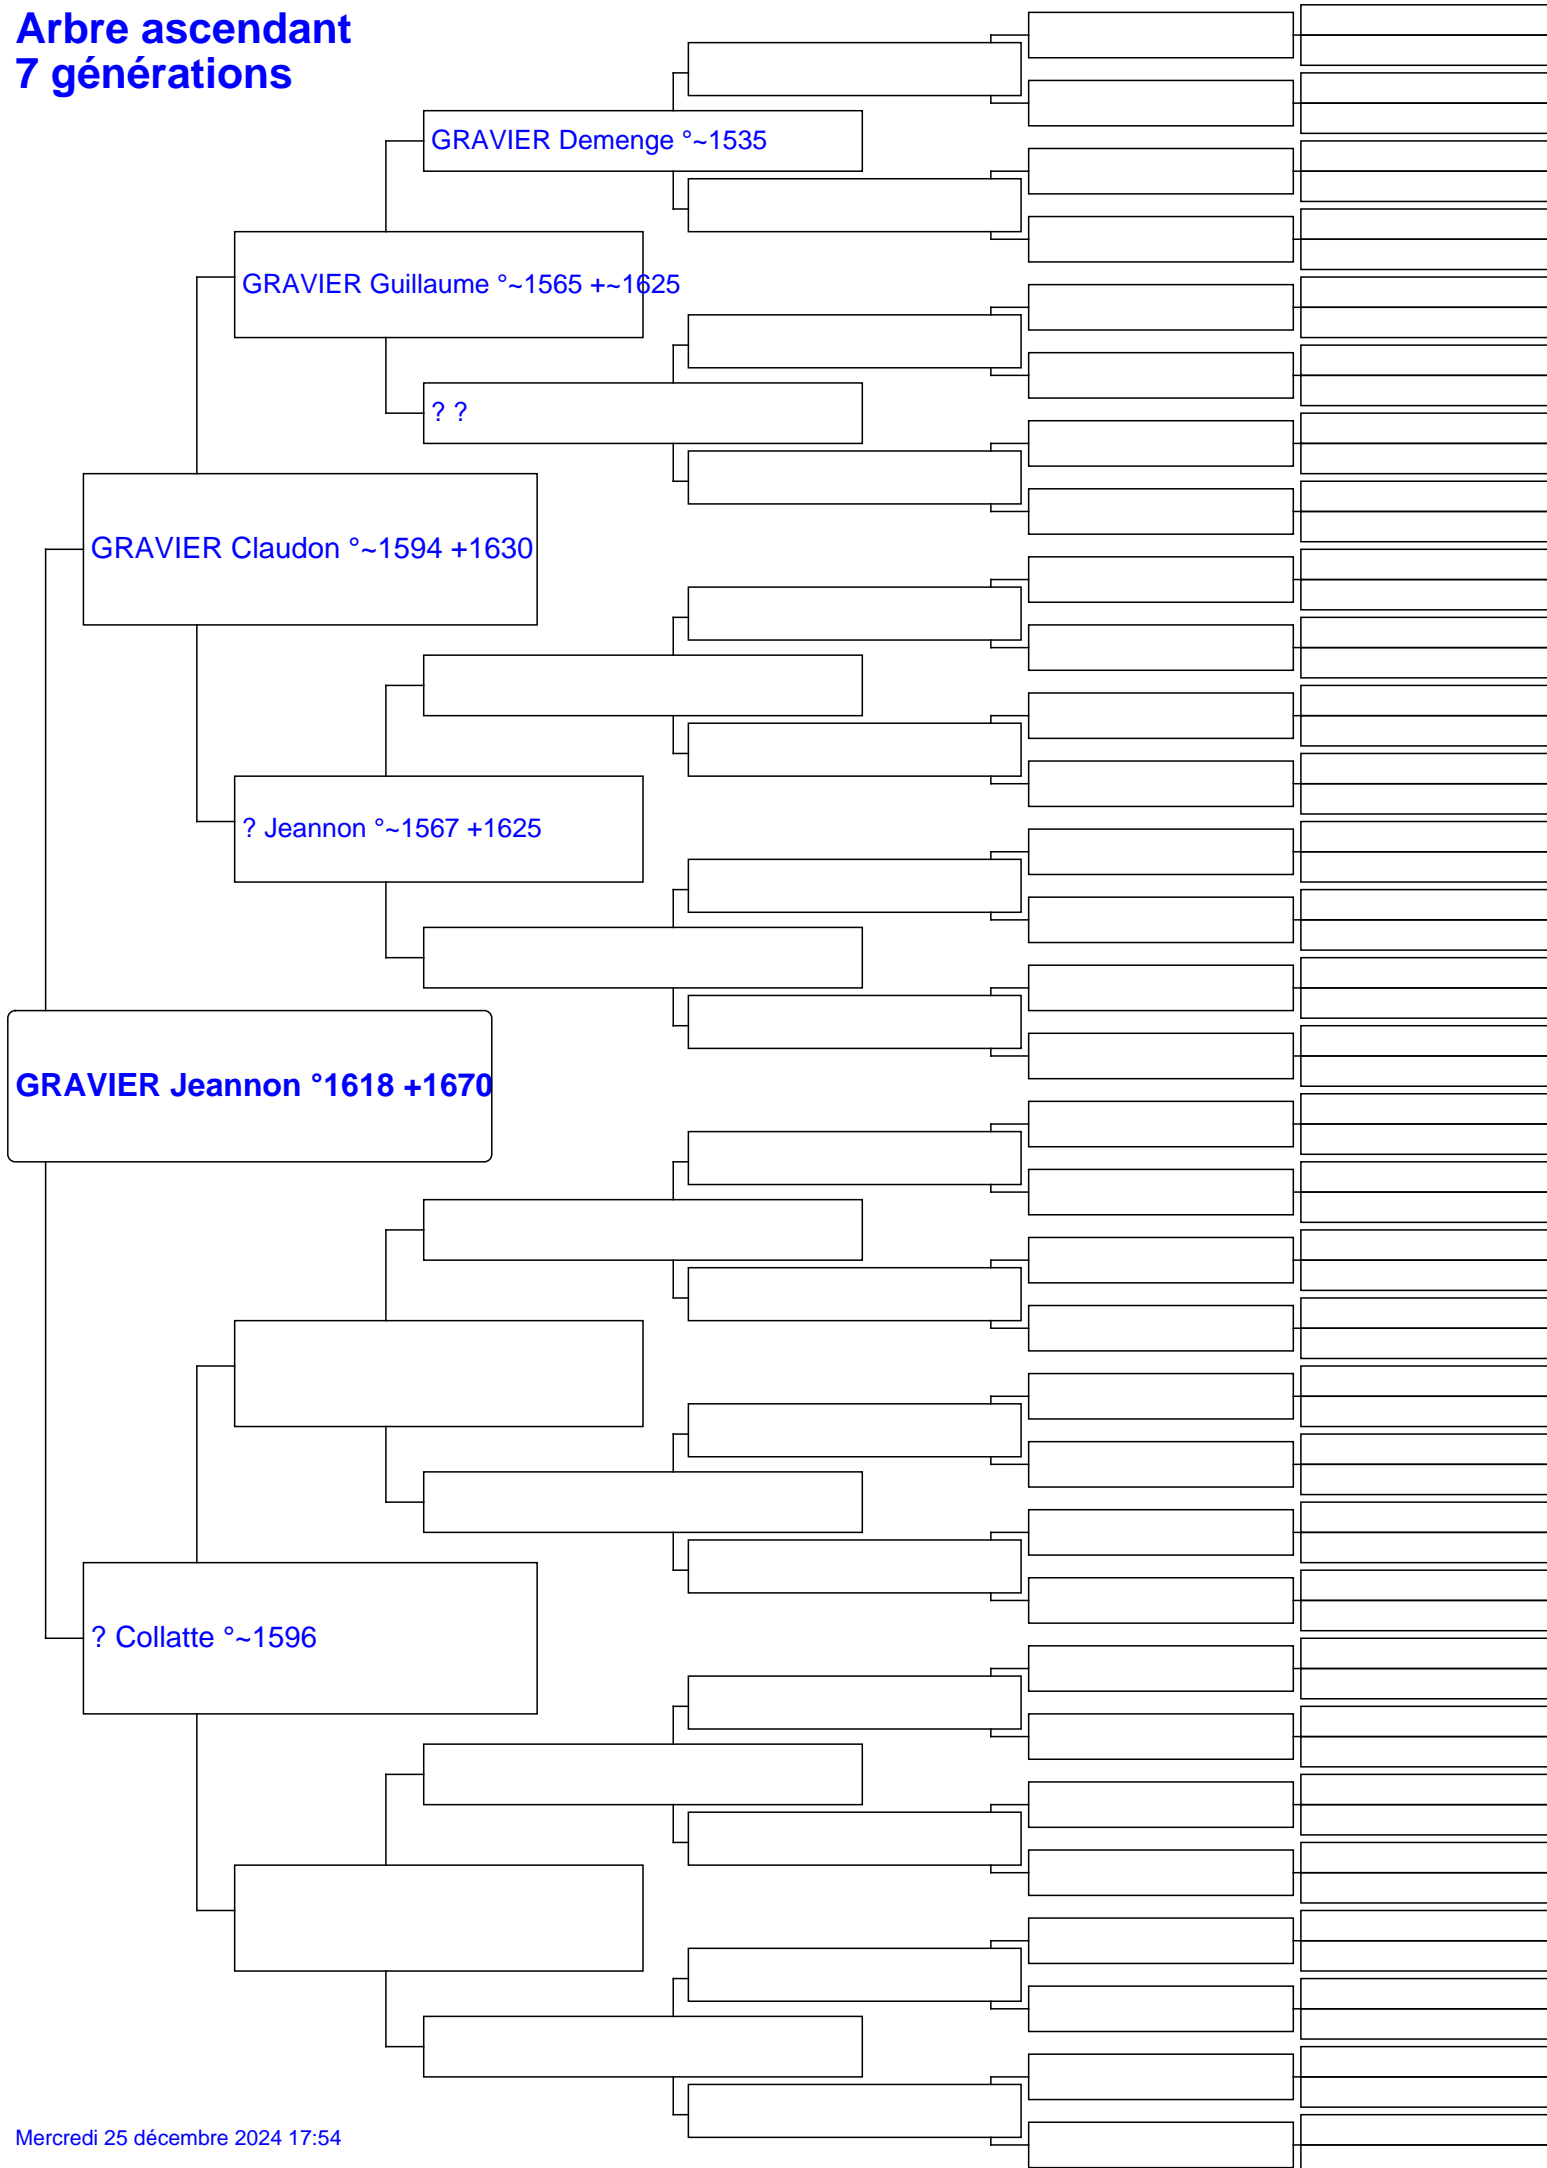 Arbre ascendant
7 générations
GRAVIER Demenge °~1535
GRAVIER Guillaume °~1565 +~1625
? ?
GRAVIER Claudon °~1594 +1630
? Jeannon °~1567 +1625
GRAVIER Jeannon °1618 +1670
? Collatte °~1596
Mercredi 25 décembre 2024 17:54